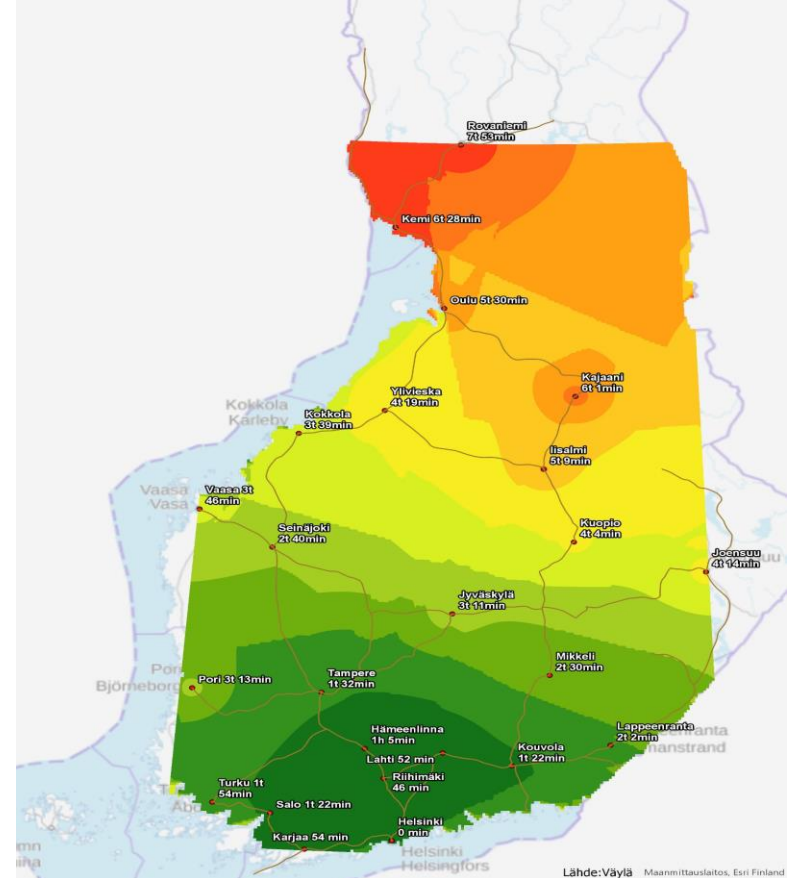 Rovaniemi
7t 53min
Kemi 6t 28min
Oulu 5t 30min
Kajaani
6t 1min
Ylivieska
4t 19min
Kokkola
Karleby
Kokkola
3t 39min
Iisalmi
5t 9min
Vaasa
Vasa
Vaasa 3t
46min
Seinäjoki
2t 40min
Kuopio
4t 4min
Joensuu
4t 14min
Jyväskylä
3t 11min
Mikkeli
2t 30min
Björneborg
Pori 3t 13min
Tampere
1t 32min
Hämeenlinna
1h 5min
Lappeenranta
2t 2min
Lahti 52 min
Kouvola
1t 22min
Riihimäki
46 min
Turku 1t
54min
Salo 1t 22min
Helsinki
0 min
Karjaa 54 min
Helsinki
Helsingfors
Lähde:Väylä Maanmittauslaitos, Esri Finland